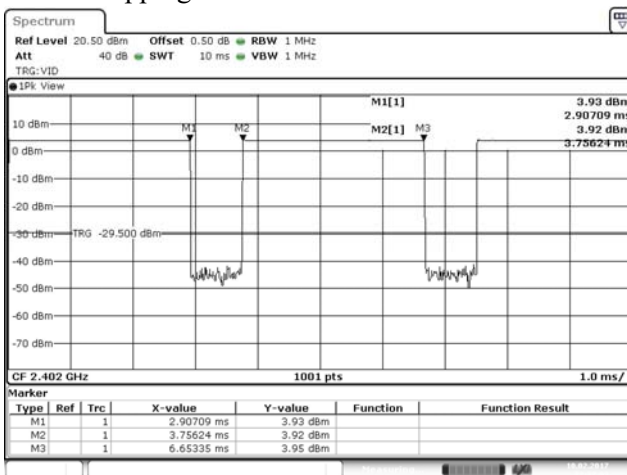 Spectrum
Ref Level 20.50 dBm Offset 0.50 dB RBW 1 MHz
Att 40 dB SWT 10 ms VBW 1 MHz
TRG:VID
1Pk View
M1[1] 3.93 dBm
2.90709 ms
10 dBm
M1 M2 M2[1] M3 3.92 dBm
3.75624 ms
0 dBm
-10 dBm
-20 dBm
-30 dBm TRG -29.500 dBm
-40 dBm
-50 dBm
-60 dBm
-70 dBm
CF 2.402 GHz 1001 pts 1.0 ms/
Marker
Type Ref Trc X-value Y-value Function Function Result
M1 1 2.90709 ms 3.93 dBm
M2 1 3.75624 ms 3.92 dBm
M3 1 6.65335 ms 3.95 dBm